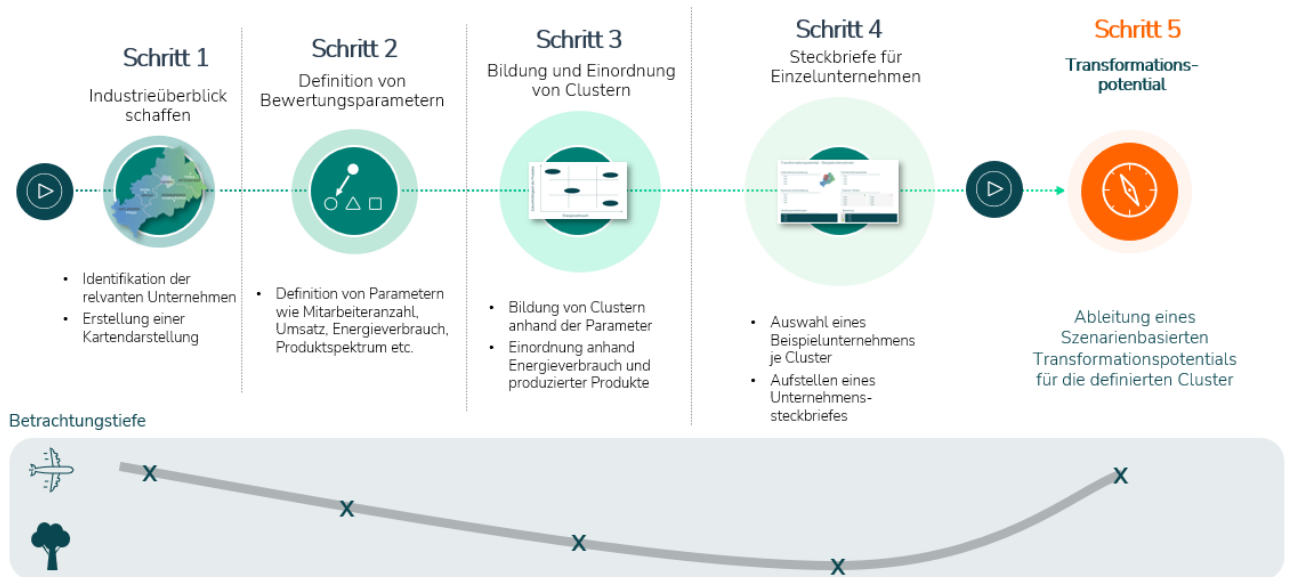 Schritt 1
Industrieüberblick
schaffen
• Identifikation der
relvanten Unternehmen
• Erstellung einer
Kartendarstellung
Schritt 2
Definition von
Bewertungsparametern
• Definition von Parametern
wie Mitarbeiteranzahl,
Umsatz, Energieverbrauch,
Produktspektrum etc.
Schritt 3
Bildung und Einordnung
von Clustern
• Bildung von Clustern
anhand der Parameter
• Einordnung anhand
Energieverbrauch und
produzierter Produkte
Schritt 4
Steckbriefe für
Einzelunternehmen
• Auswahl eines
Beispielunternehmens
je Cluster
• Aufstellen eines
Unternehmens-
steckbriefes
Schritt 5
Transformations-
potential
Ableitung eines
Szenarienbasierten
Transformationspotentials
für die definierten Cluster
Betrachtungstiefe
X
X
X
X
X